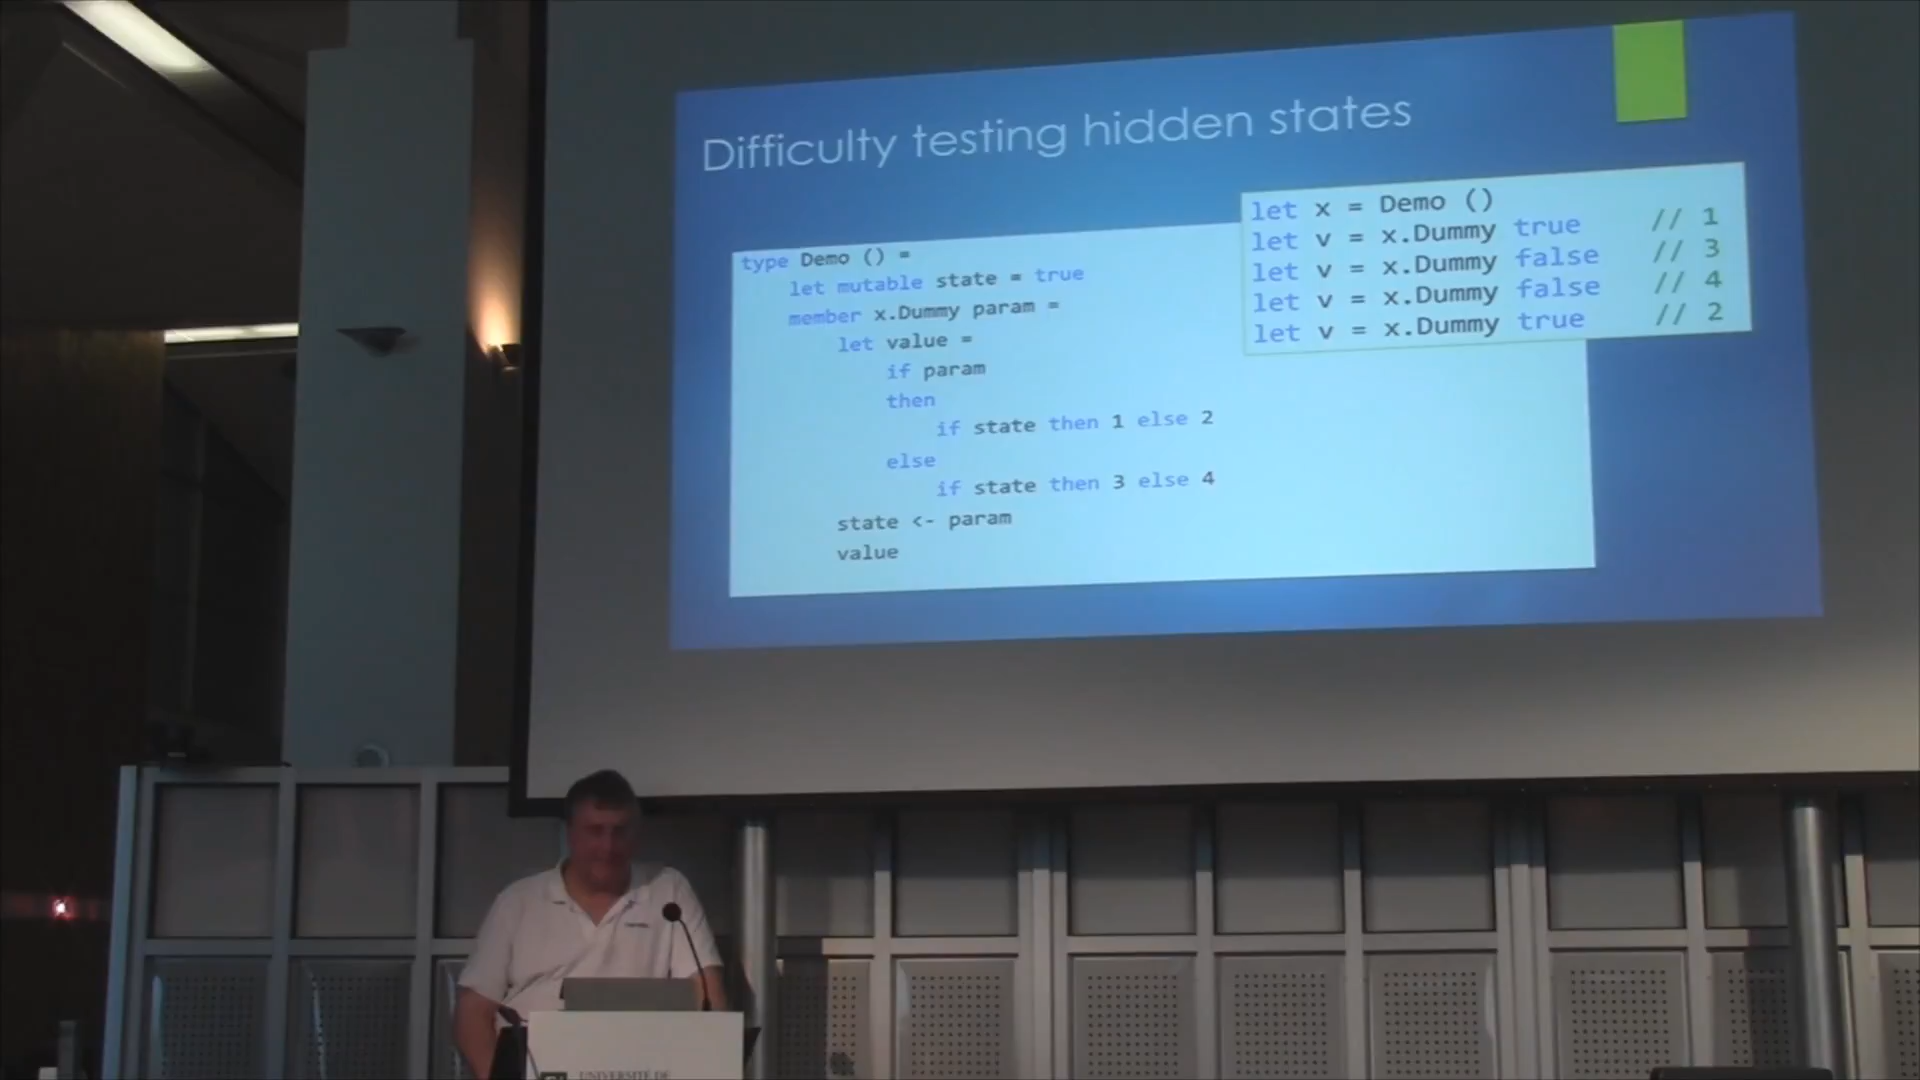 Difficulty testing hidden states
type Demo () =
let mutable state = true
member x.Dummy param =
let value =
if param
then
if state then 1 else 2
else
if state then 3 else 4
state <- param
value
let x = Demo ()
let v = x.Dummy true // 1
let v = x.Dummy false // 3
let v = x.Dummy false // 4
let v = x.Dummy true // 2
UNIVERSITÉ DE